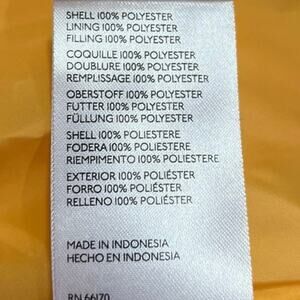 SHELL 100% POLYESTER
LINING 100% POLYESTER
FILLING 100% POLYESTER
COQUILLE 100% POLYESTER
DOUBLURE 100% POLYESTER
REMPLISSAGE 100% POLYESTER
OBERSTOFF 100% POLYESTER
FUTTER 100% POLYESTER
FÜLLUNG 100% POLYESTER
SHELL 100% POLIESTERE
FODERA 100% POLIESTERE
RIEMPIMENTO 100% POLIESTERE
EXTERIOR 100% POLIÉSTER
FORRO 100% POLIÉSTER
RELLENO 100% POLIÉSTER
MADE IN INDONESIA
HECHO EN INDONESIA
RN 66170